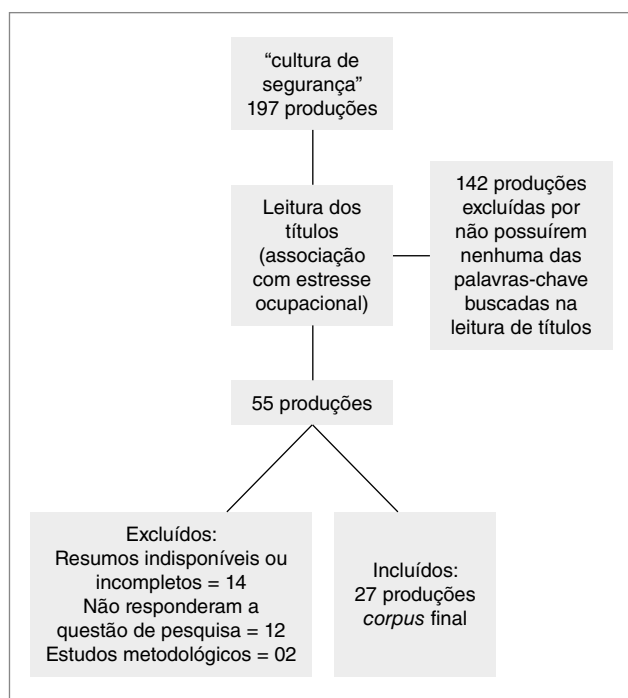 “cultura de
segurança”
197 produções
Leitura dos
títulos
(associação
com estresse
ocupacional)
142 produções
excluídas por
não possuírem
nenhuma das
palavras-chave
buscadas na
leitura de títulos
55 produções
Excluídos:
Resumos indisponíveis ou
incompletos = 14
Não responderam a
questão de pesquisa = 12
Estudos metodológicos = 02
Incluídos:
27 produções
corpus final